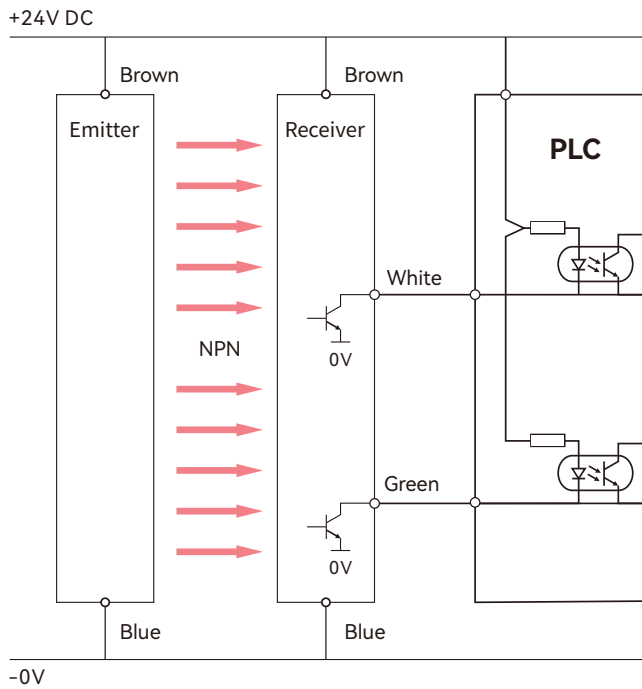 +24V DC
Brown
Brown
Emitter
Receiver
PLC
White
NPN
0V
Green
0V
Blue
Blue
-0V